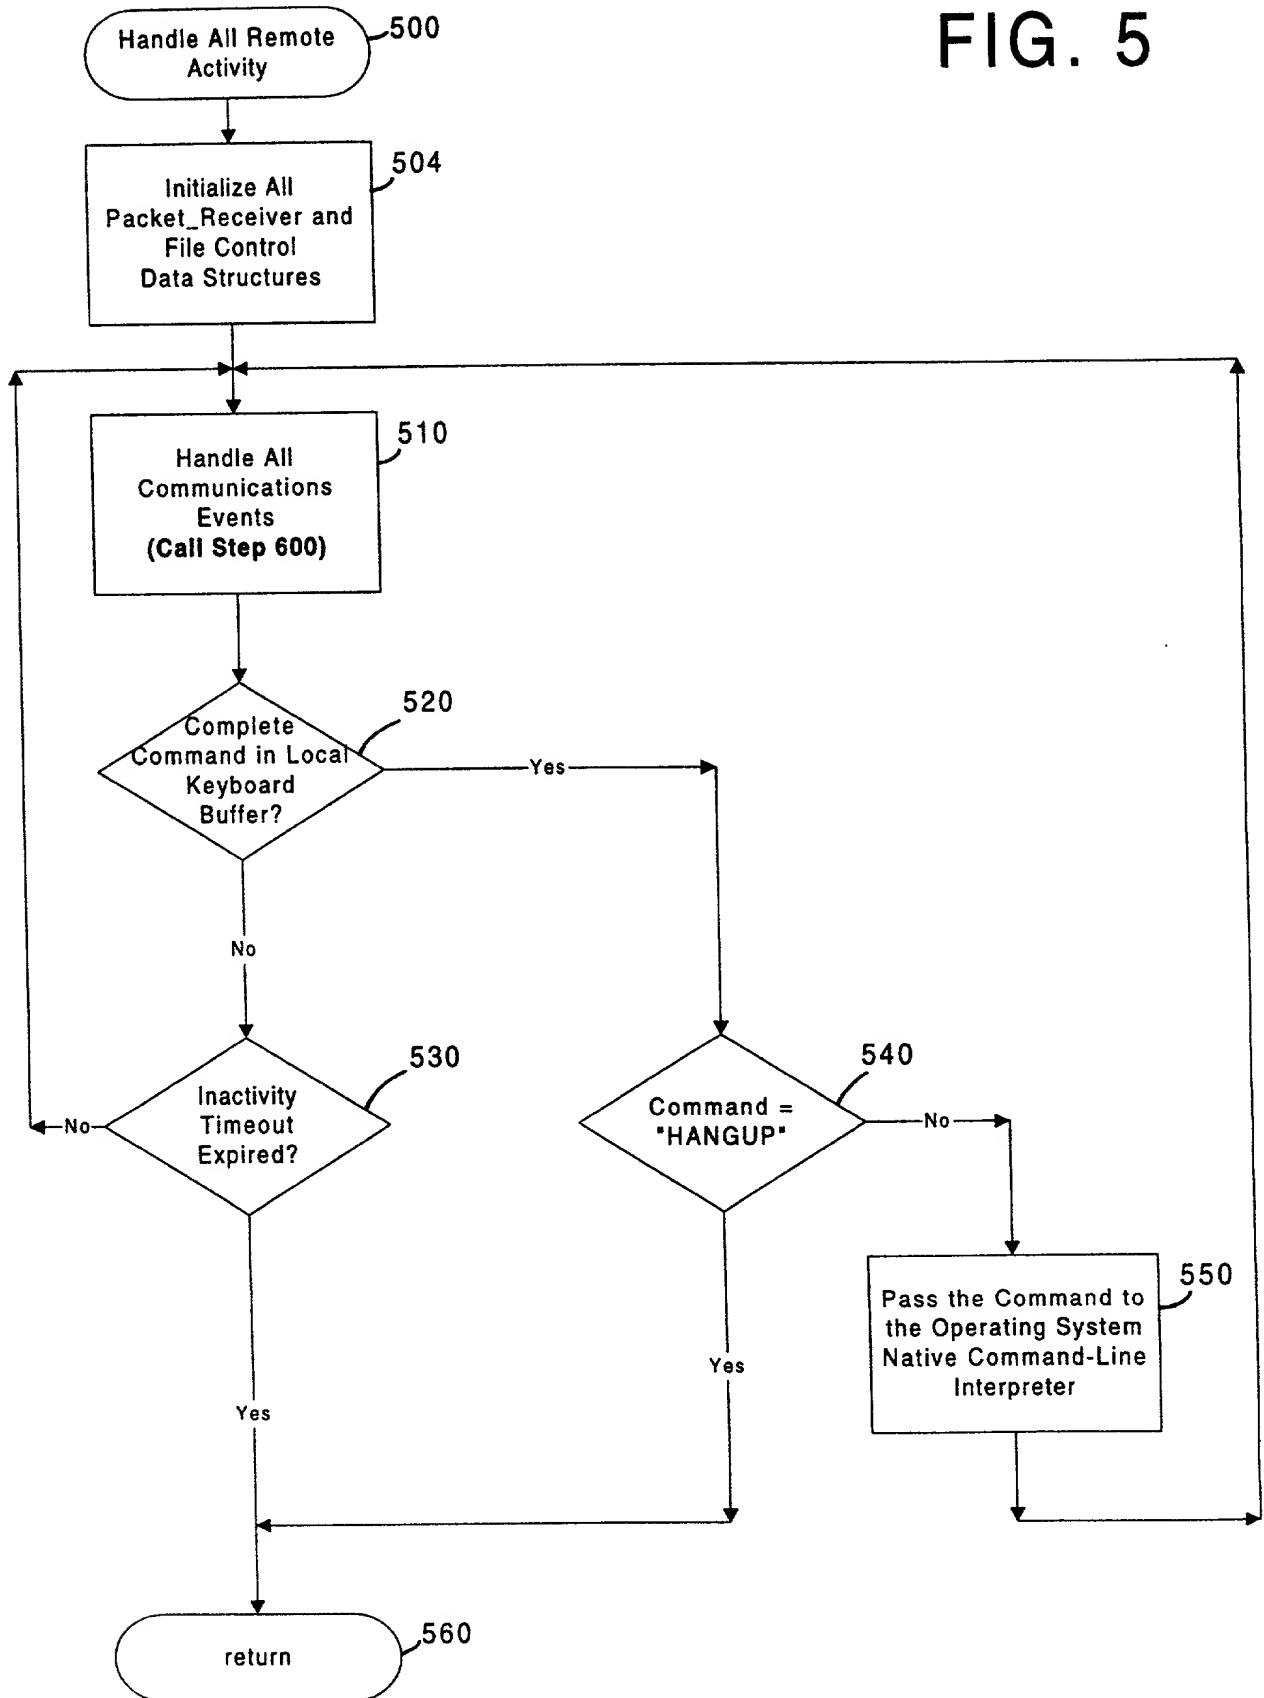 FIG. 5
Handle All Remote
Activity
500
504
Initialize All
Packet_Receiver and
File Control
Data Structures
510
Handle All
Communications
Events
(Call Step 600)
520
Complete
Command in Local
Keyboard
Buffer?
Yes
No
530
Inactivity
Timeout
Expired?
No
Yes
540
Command =
"HANGUP"
No
Yes
550
Pass the Command to
the Operating System
Native Command-Line
Interpreter
return
560